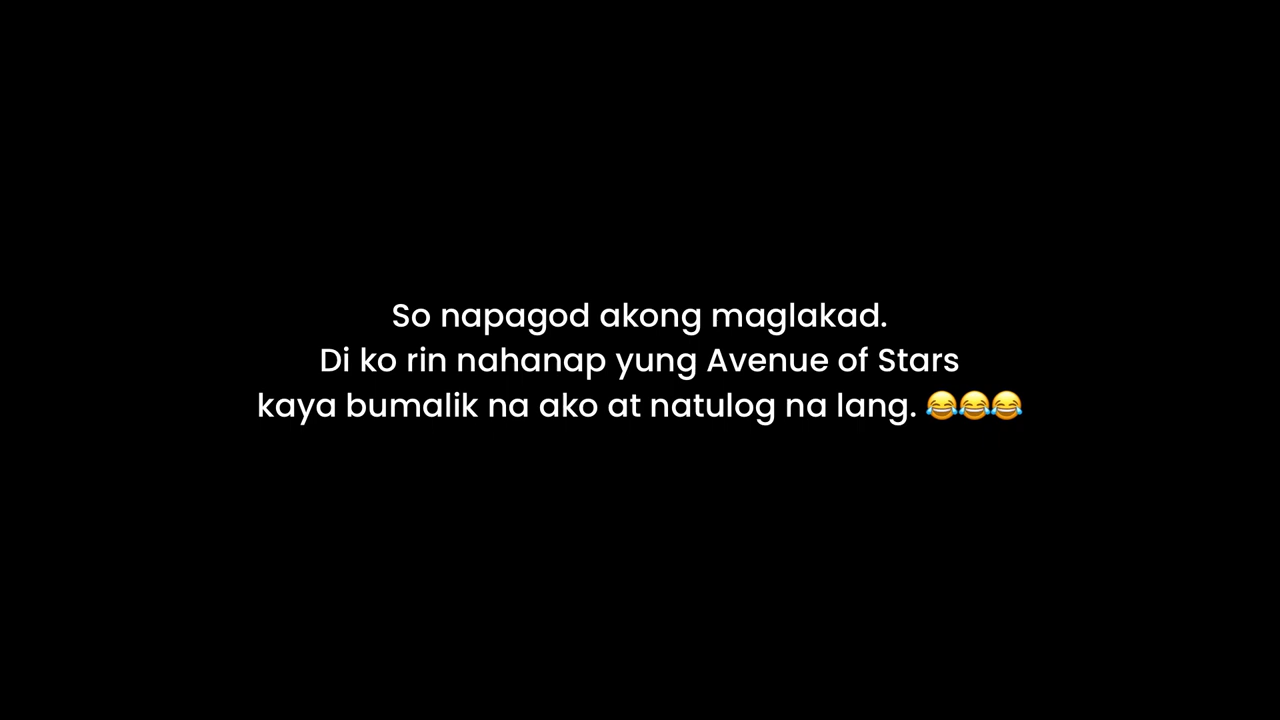 So napagod akong maglakad.
Di ko rin nahanap yung Avenue of Stars
kaya bumalik na ako at natulog na lang. 😂😂😂